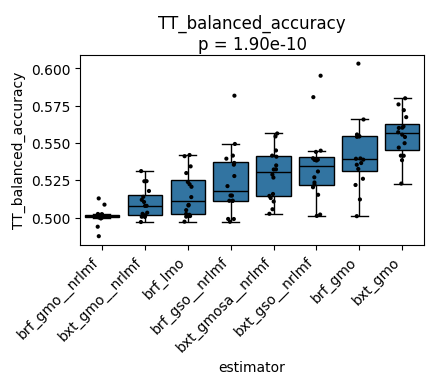 TT_balanced_accuracy
p = 1.90e-10
TT_balanced_accuracy
0.600
0.575
0.550
0.525
0.500
brf_gmo__nrlmf
bxt_gmo__nrlmf
brf_lmo
brf_gso__nrlmf
bxt_gmosa__nrlmf
bxt_gso__nrlmf
brf_gmo
bxt_gmo
estimator